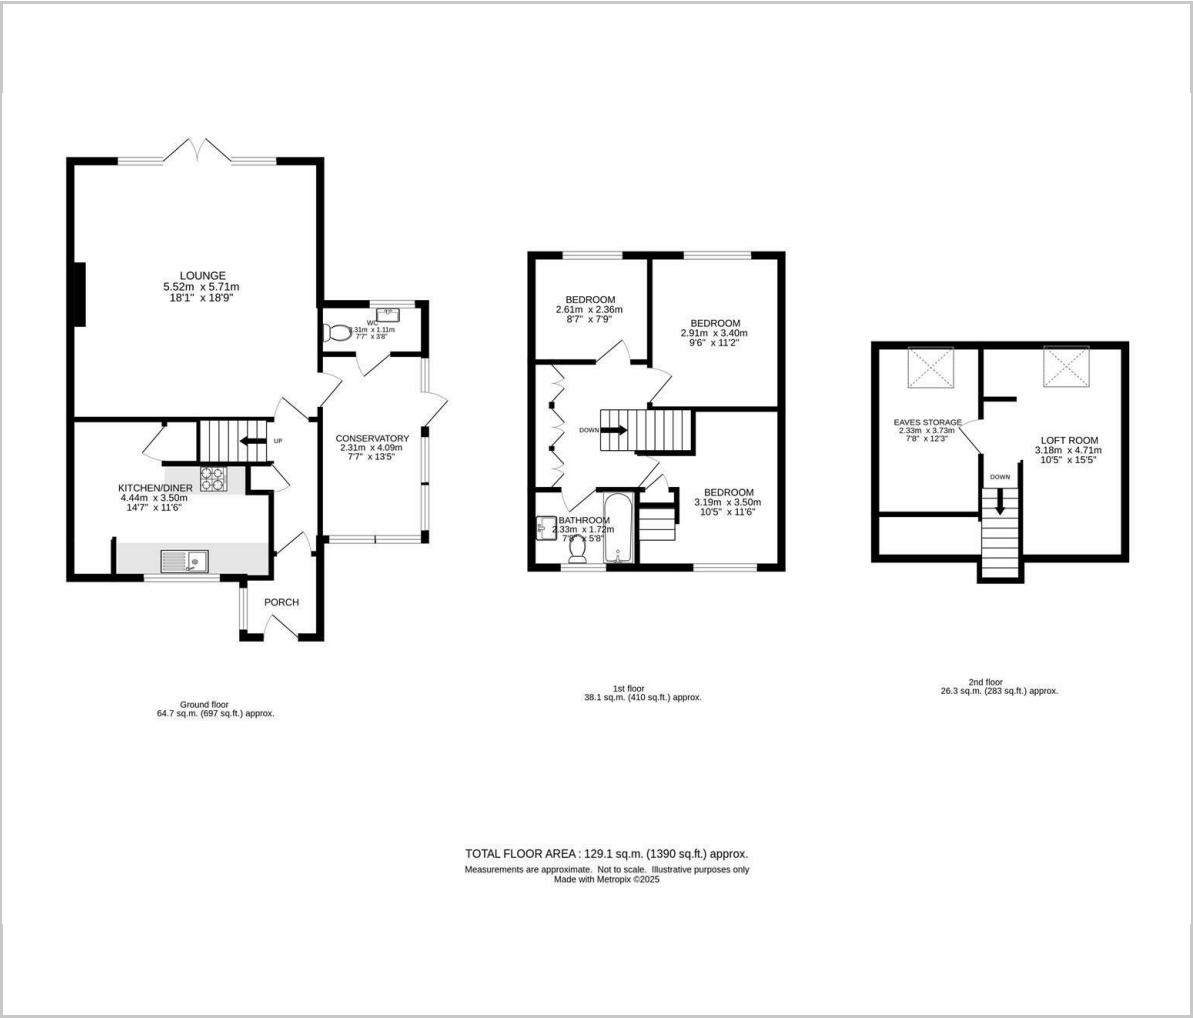 LOUNGE
5.52m x 5.71m
18'1" x 18'9"
WC
2.31m x 1.11m
7'7" x 3'8"
UP
CONSERVATORY
2.31m x 4.09m
7'7" x 13'5"
KITCHEN/DINER
4.44m x 3.50m
14'7" x 11'6"
PORCH
Ground floor
64.7 sq.m. (697 sq.ft.) approx.
BEDROOM
2.61m x 2.36m
8'7" x 7'9"
BEDROOM
2.91m x 3.40m
9'6" x 11'2"
DOWN
BEDROOM
3.19m x 3.50m
10'5" x 11'6"
BATHROOM
2.33m x 1.72m
7'8" x 5'8"
1st floor
38.1 sq.m. (410 sq.ft.) approx.
EAVES STORAGE
2.33m x 3.73m
7'8" x 12'3"
LOFT ROOM
3.18m x 4.71m
10'5" x 15'5"
DOWN
2nd floor
26.3 sq.m. (283 sq.ft.) approx.
TOTAL FLOOR AREA : 129.1 sq.m. (1390 sq.ft.) approx.
Measurements are approximate. Not to scale. Illustrative purposes only
Made with Metropix ©2025